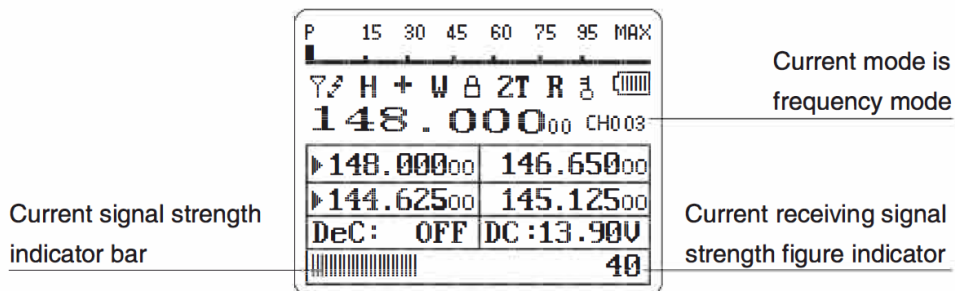 P 15 30 45 60 75 95 MAX
H + W 2T R
148.00000 CH003
148.00000 146.65000
144.62500 145.12500
DeC: OFF DC:13.90V
40
Current mode is
frequency mode
Current signal strength
indicator bar
Current receiving signal
strength figure indicator